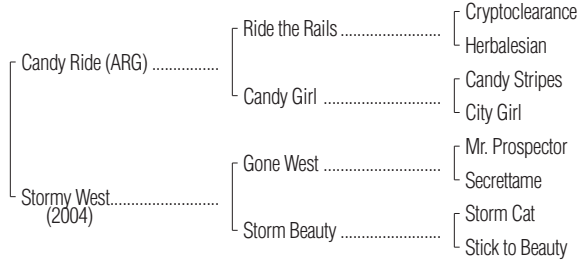 Cryptoclearance
Ride the Rails ....................
Herbalesian
Candy Ride (ARG) ................
Candy Stripes
Candy Girl ........................
City Girl
Mr. Prospector
Gone West ........................
Secrettame
Stormy West..........................
(2004)
Storm Cat
Storm Beauty ....................
Stick to Beauty